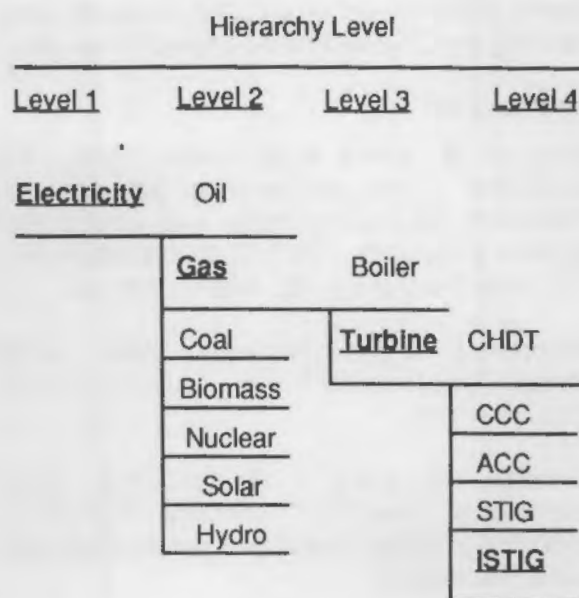 Hierarchy Level
Level 1 Level 2 Level 3 Level 4
Electricity Oil
Gas Boiler
Coal Turbine CHDT
Biomass
CCC
Nuclear
ACC
Solar
STIG
Hydro
ISTIG